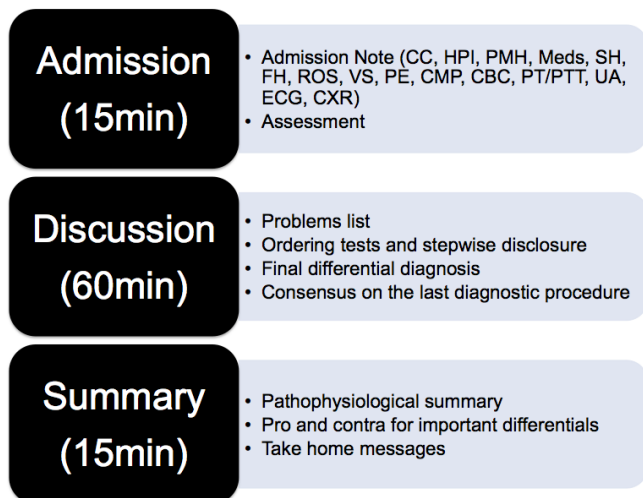 Admission
(15min)
• Admission Note (CC, HPI, PMH, Meds, SH,
FH, ROS, VS, PE, CMP, CBC, PT/PTT, UA,
ECG, CXR)
• Assessment
Discussion
(60min)
• Problems list
• Ordering tests and stepwise disclosure
• Final differential diagnosis
• Consensus on the last diagnostic procedure
Summary
(15min)
• Pathophysiological summary
• Pro and contra for important differentials
• Take home messages